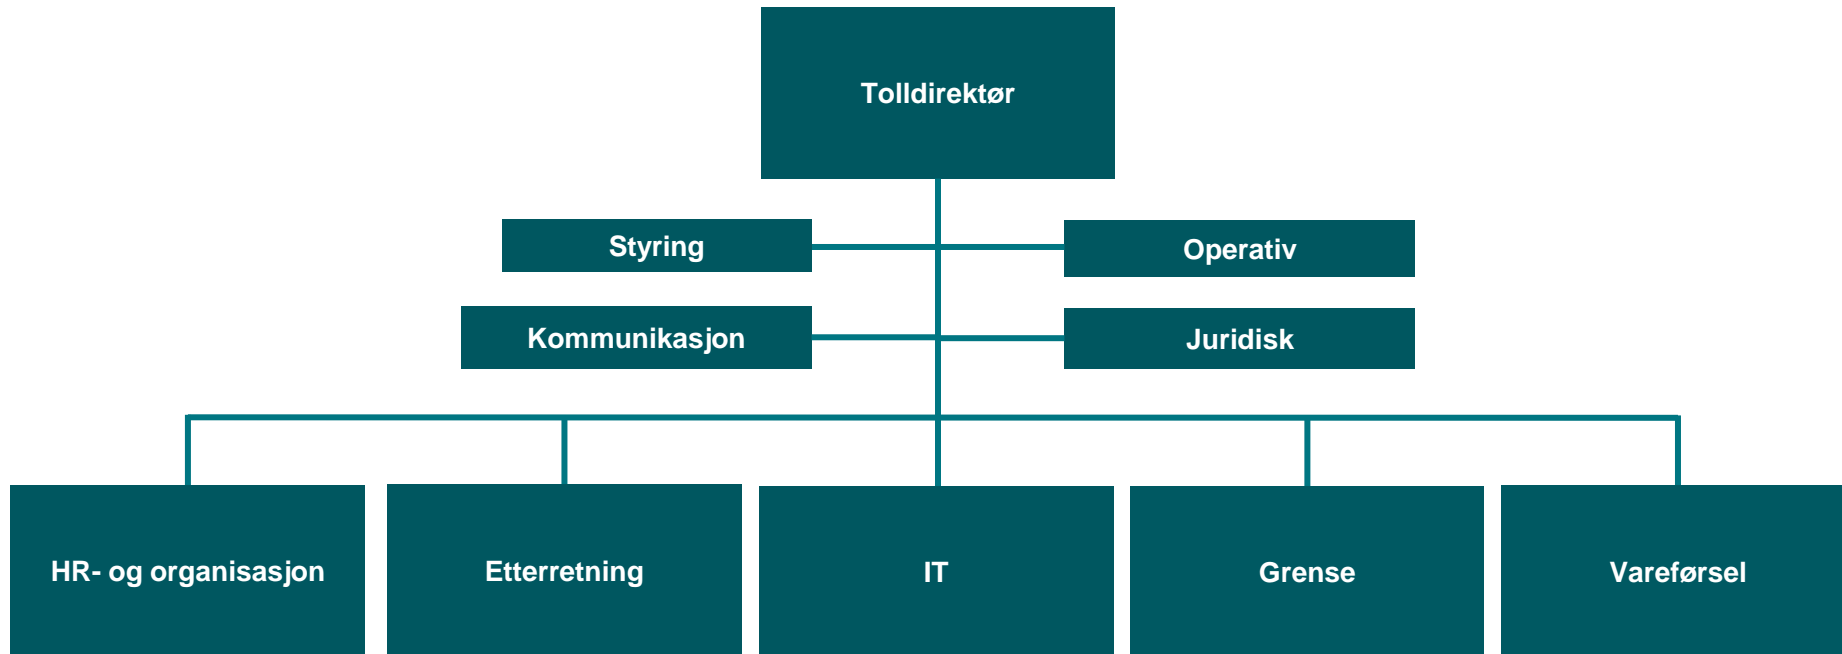 Tolldirektør
Styring
Operativ
Kommunikasjon
Juridisk
HR- og organisasjon
Etterretning
IT
Grense
Vareførsel